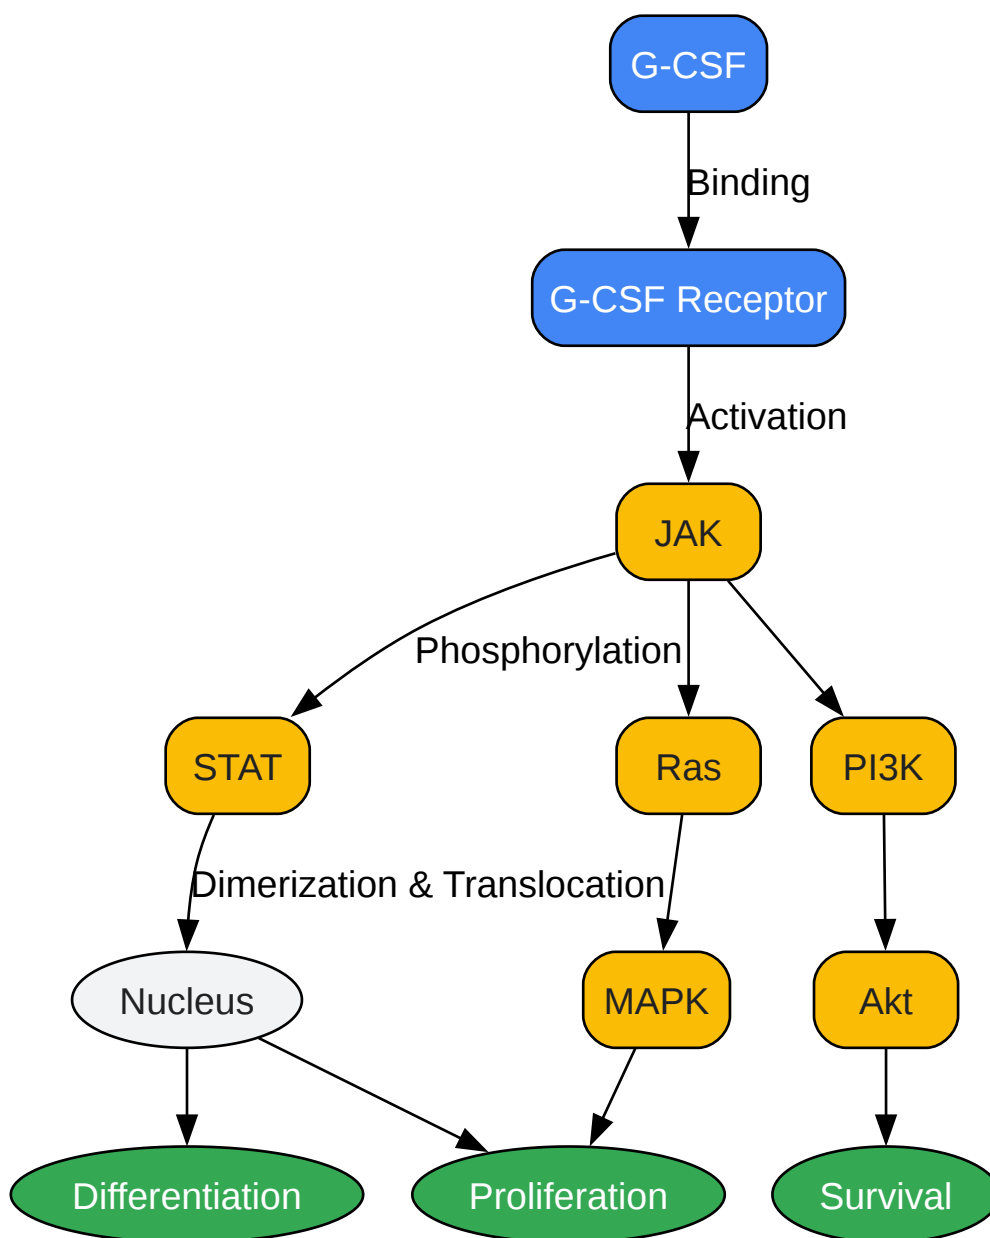 G-CSF
Binding
G-CSF Receptor
Activation
JAK
Phosphorylation
STAT
Ras
PI3K
Dimerization & Translocation
Nucleus
MAPK
Akt
Differentiation
Proliferation
Survival